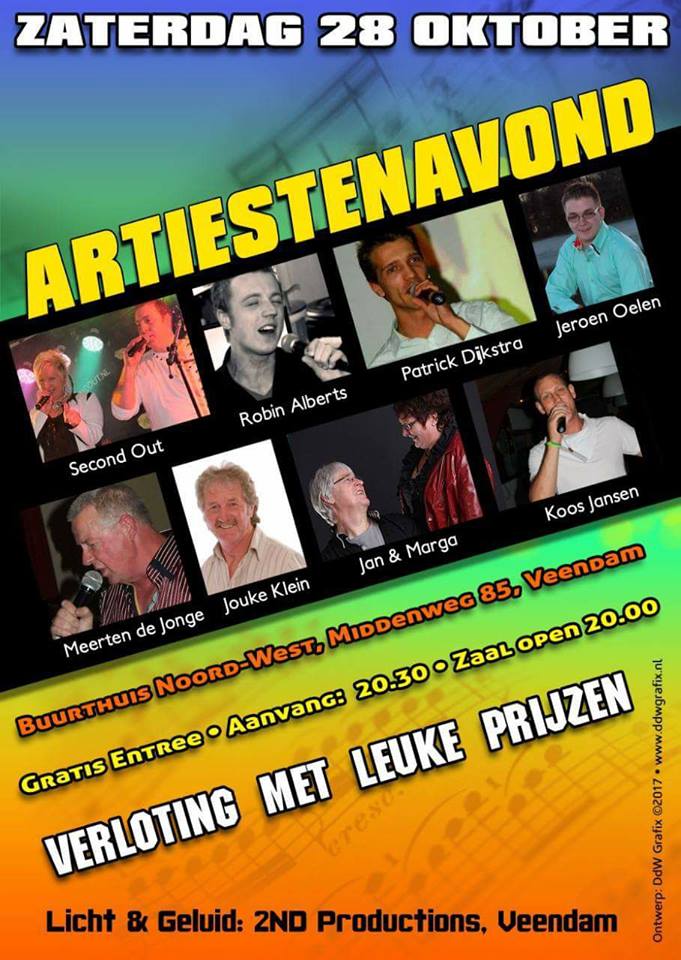 ZATERDAG 28 OKTOBER
ARTIESTENAVOND
Second Out
Robin Alberts
Patrick Dijkstra
Jeroen Oelen
Meerten de Jonge
Jouke Klein
Jan & Marga
Koos Jansen
Buurthuis Noord-West, Middenweg 85, Veendam
Gratis Entree • Aanvang: 20.30 • Zaal open 20.00
VERLOTING MET LEUKE PRIJZEN
Licht & Geluid: 2ND Productions, Veendam
Ontwerp: DdW Grafix ©2017 • www.ddwgrafix.nl
cresc.